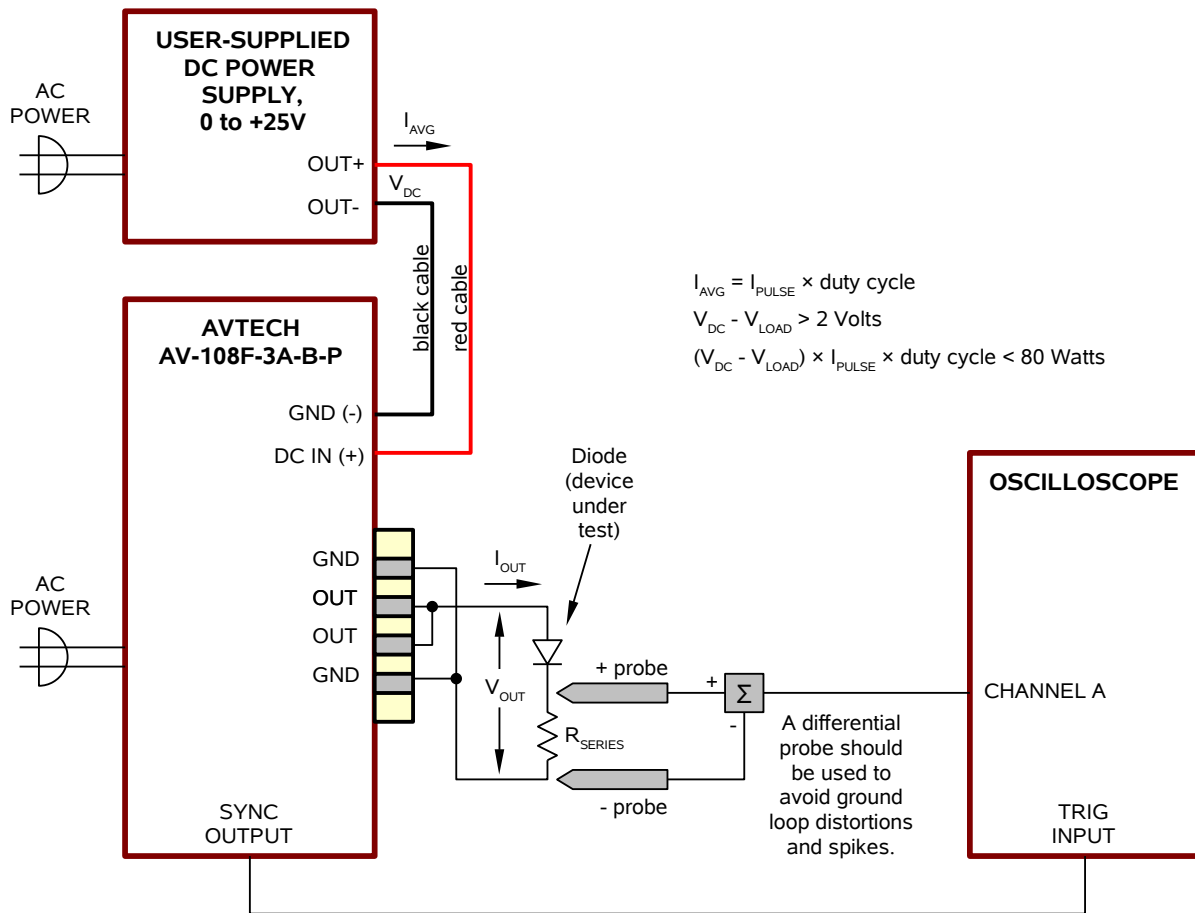 USER-SUPPLIED
DC POWER
SUPPLY,
0 to +25V
AC
POWER
I_AVG
OUT+
V_DC
OUT-
black cable
red cable
I_AVG = I_PULSE × duty cycle
V_DC - V_LOAD > 2 Volts
(V_DC - V_LOAD) × I_PULSE × duty cycle < 80 Watts
AVTECH
AV-108F-3A-B-P
GND (-)
DC IN (+)
Diode
(device
under
test)
OSCILLOSCOPE
GND
OUT
OUT
GND
I_OUT
AC
POWER
V_OUT
+ probe
+
Σ
-
CHANNEL A
R_SERIES
- probe
A differential
probe should
be used to
avoid ground
loop distortions
and spikes.
SYNC
OUTPUT
TRIG
INPUT